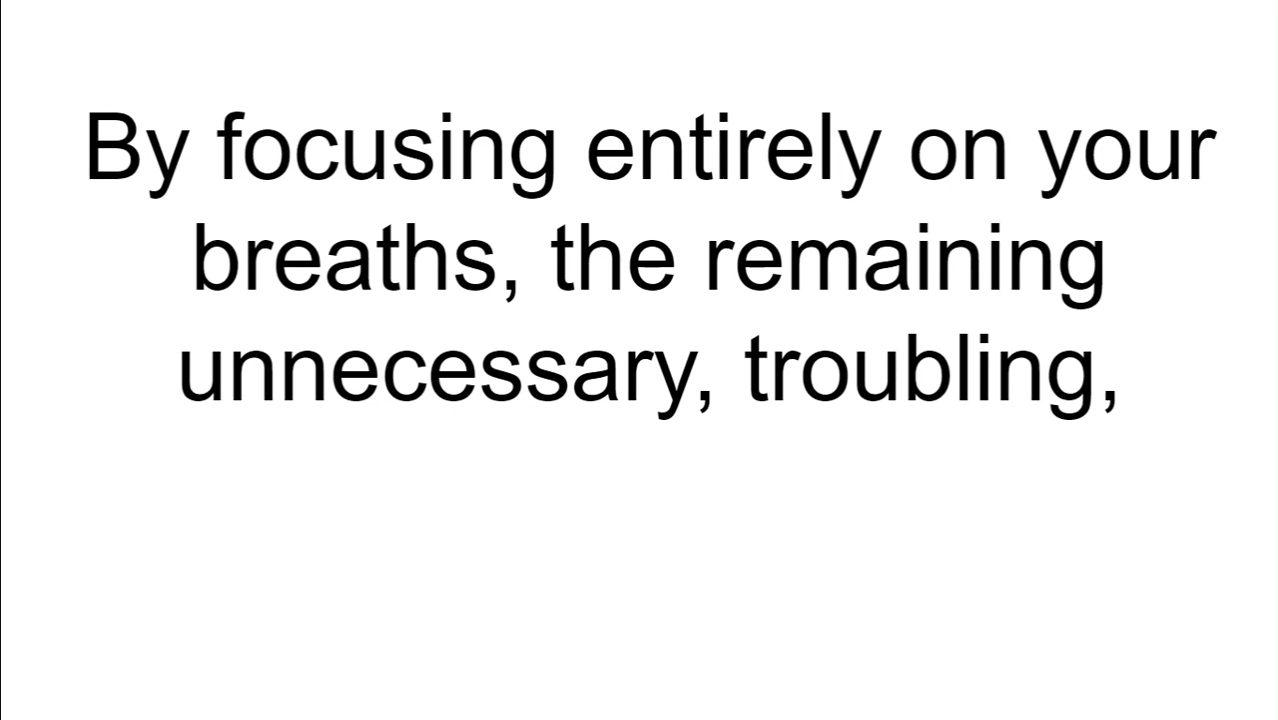 By focusing entirely on your
breaths, the remaining
unnecessary, troubling,